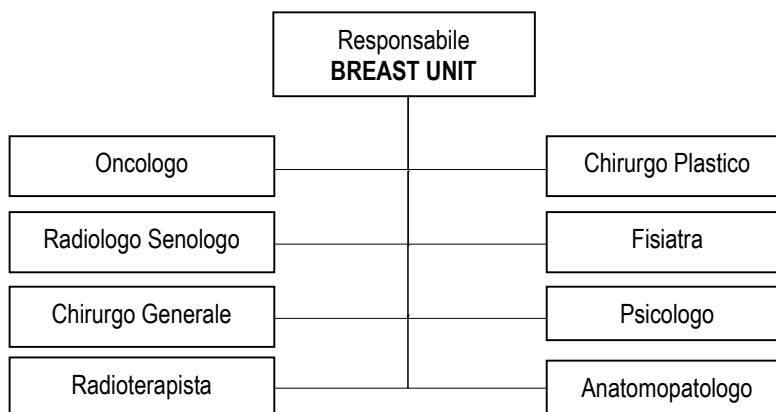 Responsabile
BREAST UNIT
Oncologo
Chirurgo Plastico
Radiologo Senologo
Fisiatra
Chirurgo Generale
Psicologo
Radioterapista
Anatomopatologo